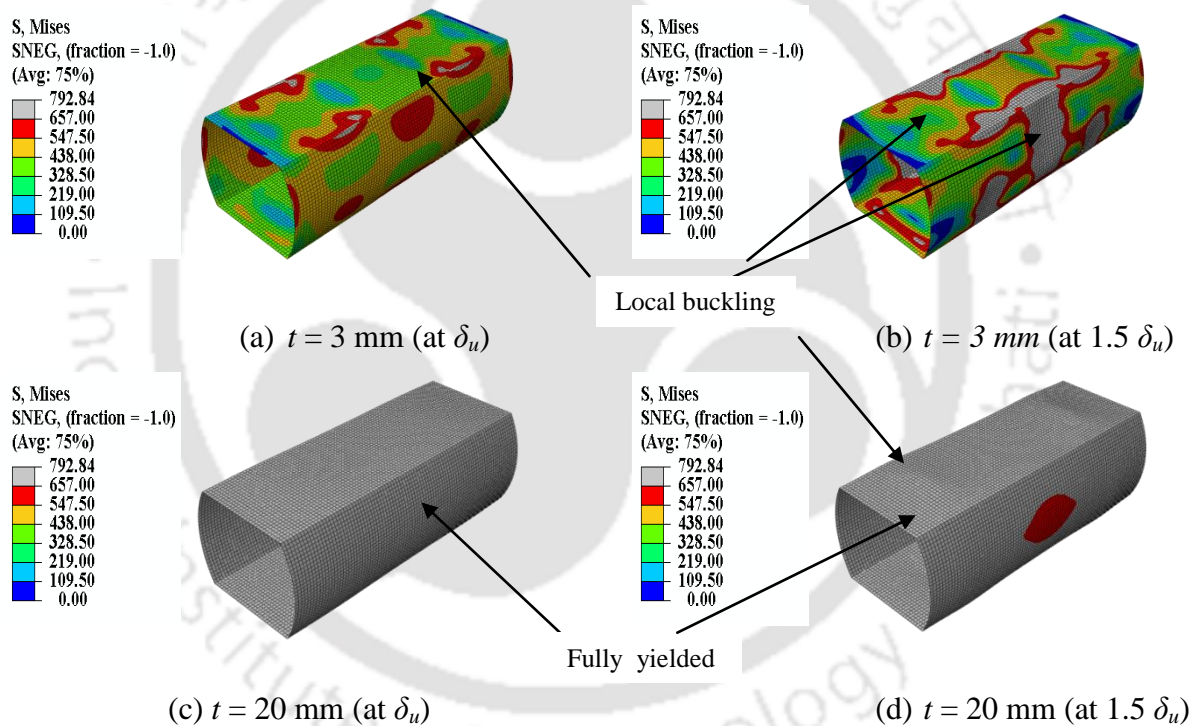 S, Mises
SNEG, (fraction = -1.0)
(Avg: 75%)
792.84
657.00
547.50
438.00
328.50
219.00
109.50
0.00
S, Mises
SNEG, (fraction = -1.0)
(Avg: 75%)
792.84
657.00
547.50
438.00
328.50
219.00
109.50
0.00
Local buckling
(a) t = 3 mm (at δu)
(b) t = 3 mm (at 1.5 δu)
S, Mises
SNEG, (fraction = -1.0)
(Avg: 75%)
792.84
657.00
547.50
438.00
328.50
219.00
109.50
0.00
S, Mises
SNEG, (fraction = -1.0)
(Avg: 75%)
792.84
657.00
547.50
438.00
328.50
219.00
109.50
0.00
Fully yielded
(c) t = 20 mm (at δu)
(d) t = 20 mm (at 1.5 δu)